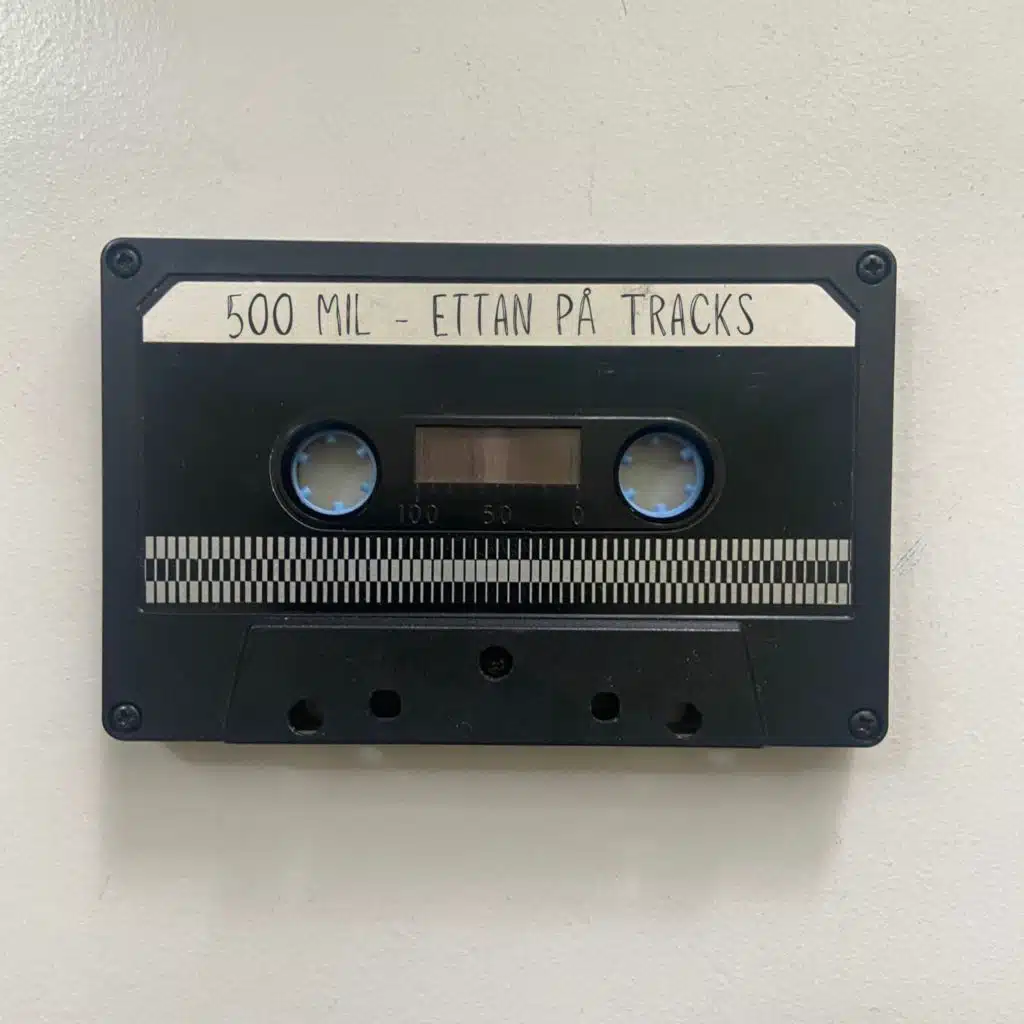 500 MIL - ETTAN PÅ TRACKS
100 50 0